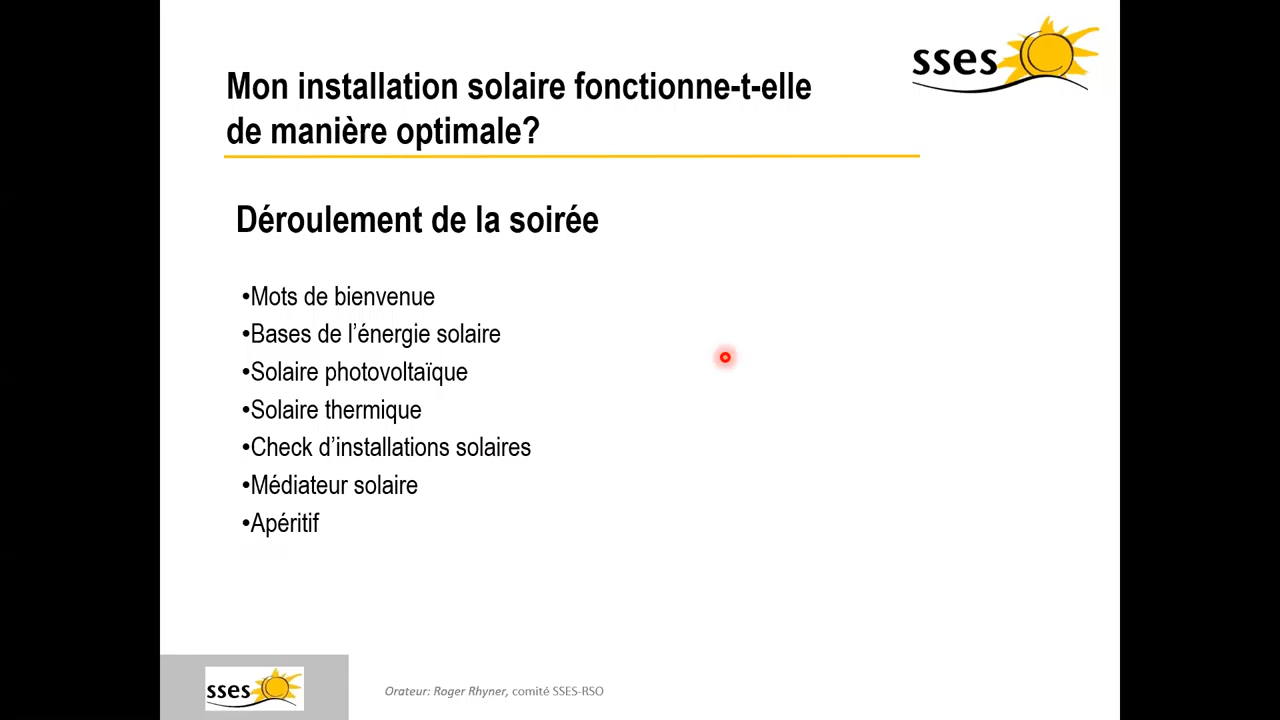 sses
Mon installation solaire fonctionne-t-elle
de manière optimale?
Déroulement de la soirée
•Mots de bienvenue
•Bases de l’énergie solaire
•Solaire photovoltaïque
•Solaire thermique
•Check d’installations solaires
•Médiateur solaire
•Apéritif
sses
Orateur: Roger Rhyner, comité SSES-RSO